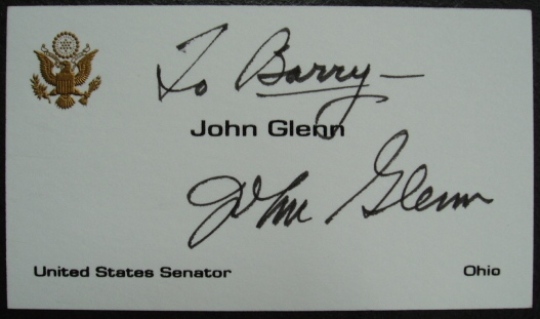 To Barry—
John Glenn
John Glenn
United States Senator
Ohio